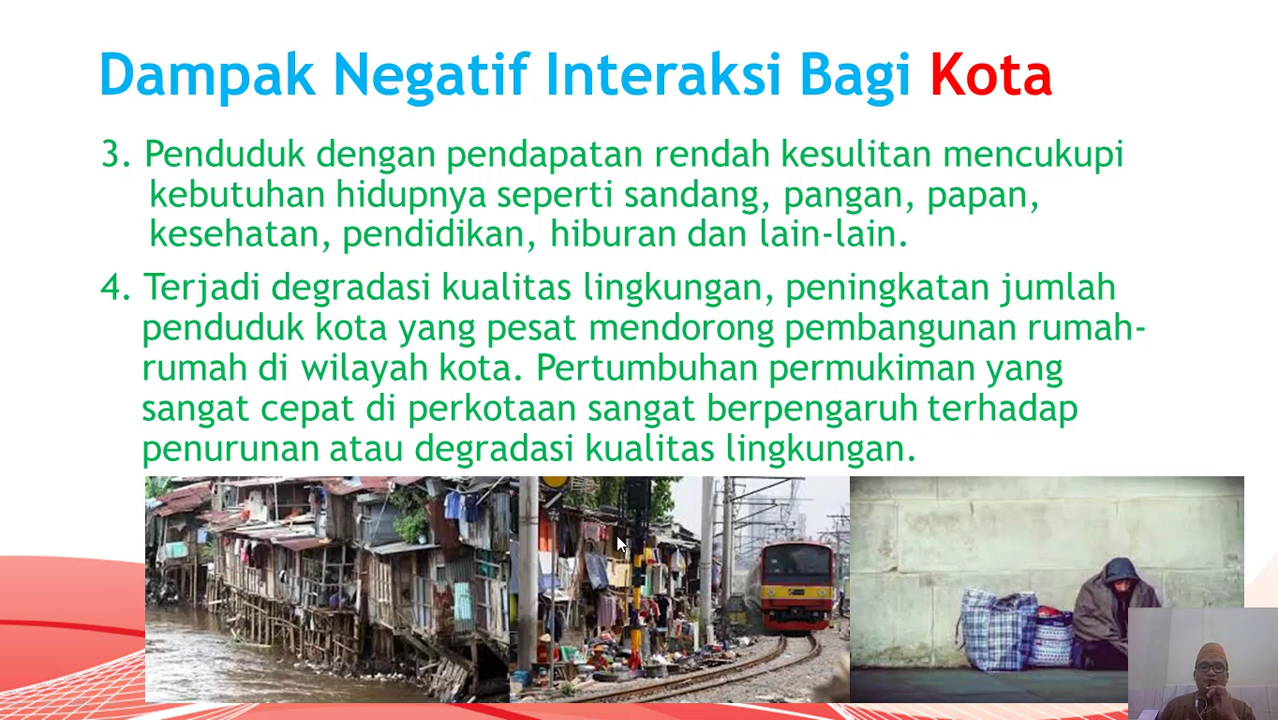 Dampak Negatif Interaksi Bagi Kota
3. Penduduk dengan pendapatan rendah kesulitan mencukupi
kebutuhan hidupnya seperti sandang, pangan, papan,
kesehatan, pendidikan, hiburan dan lain-lain.
4. Terjadi degradasi kualitas lingkungan, peningkatan jumlah
penduduk kota yang pesat mendorong pembangunan rumah-
rumah di wilayah kota. Pertumbuhan permukiman yang
sangat cepat di perkotaan sangat berpengaruh terhadap
penurunan atau degradasi kualitas lingkungan.